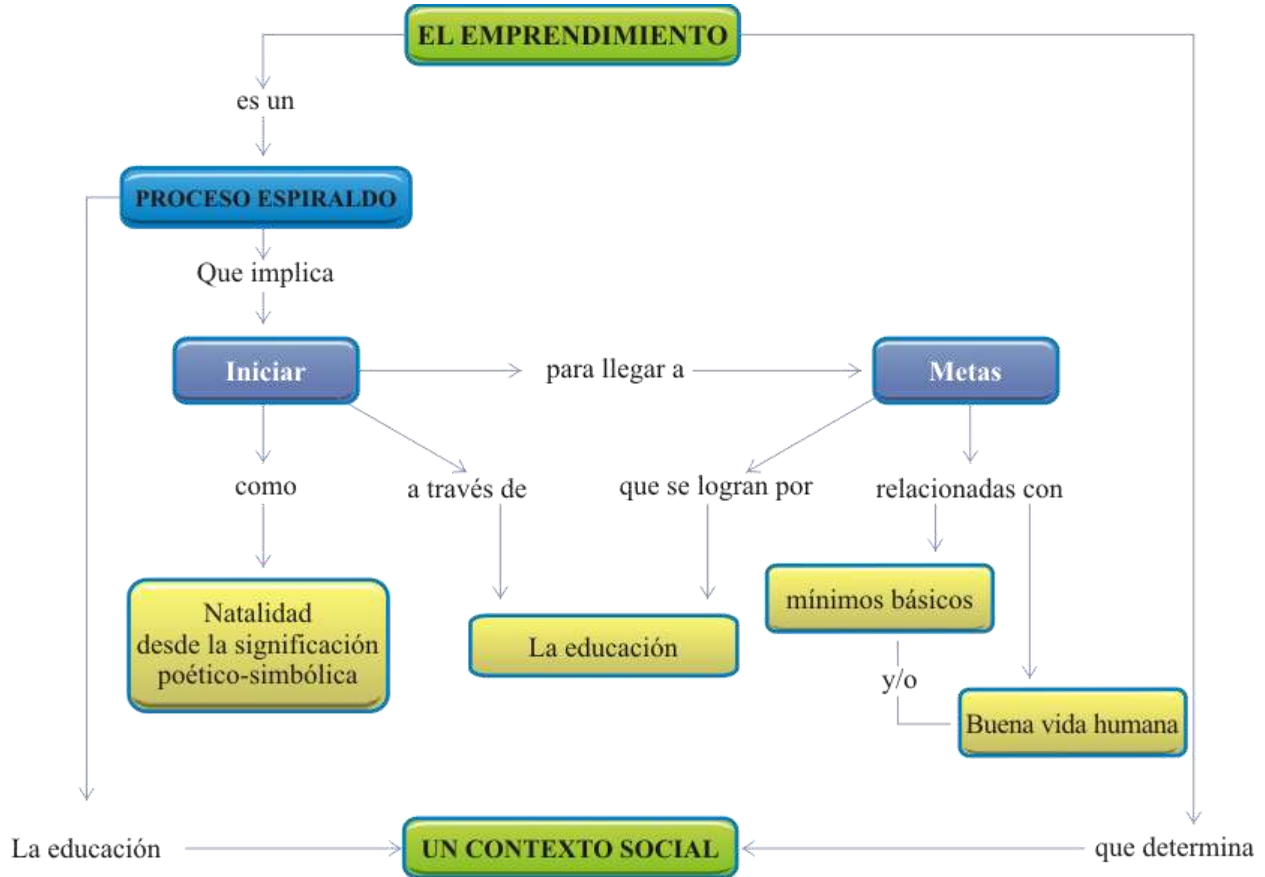 EL EMPRENDIMIENTO
es un
PROCESO ESPIRALDO
Que implica
Iniciar
para llegar a
Metas
como
a través de
que se logran por
relacionadas con
Natalidad
desde la significación
poético-simbólica
La educación
mínimos básicos
y/o
Buena vida humana
La educación
UN CONTEXTO SOCIAL
que determina